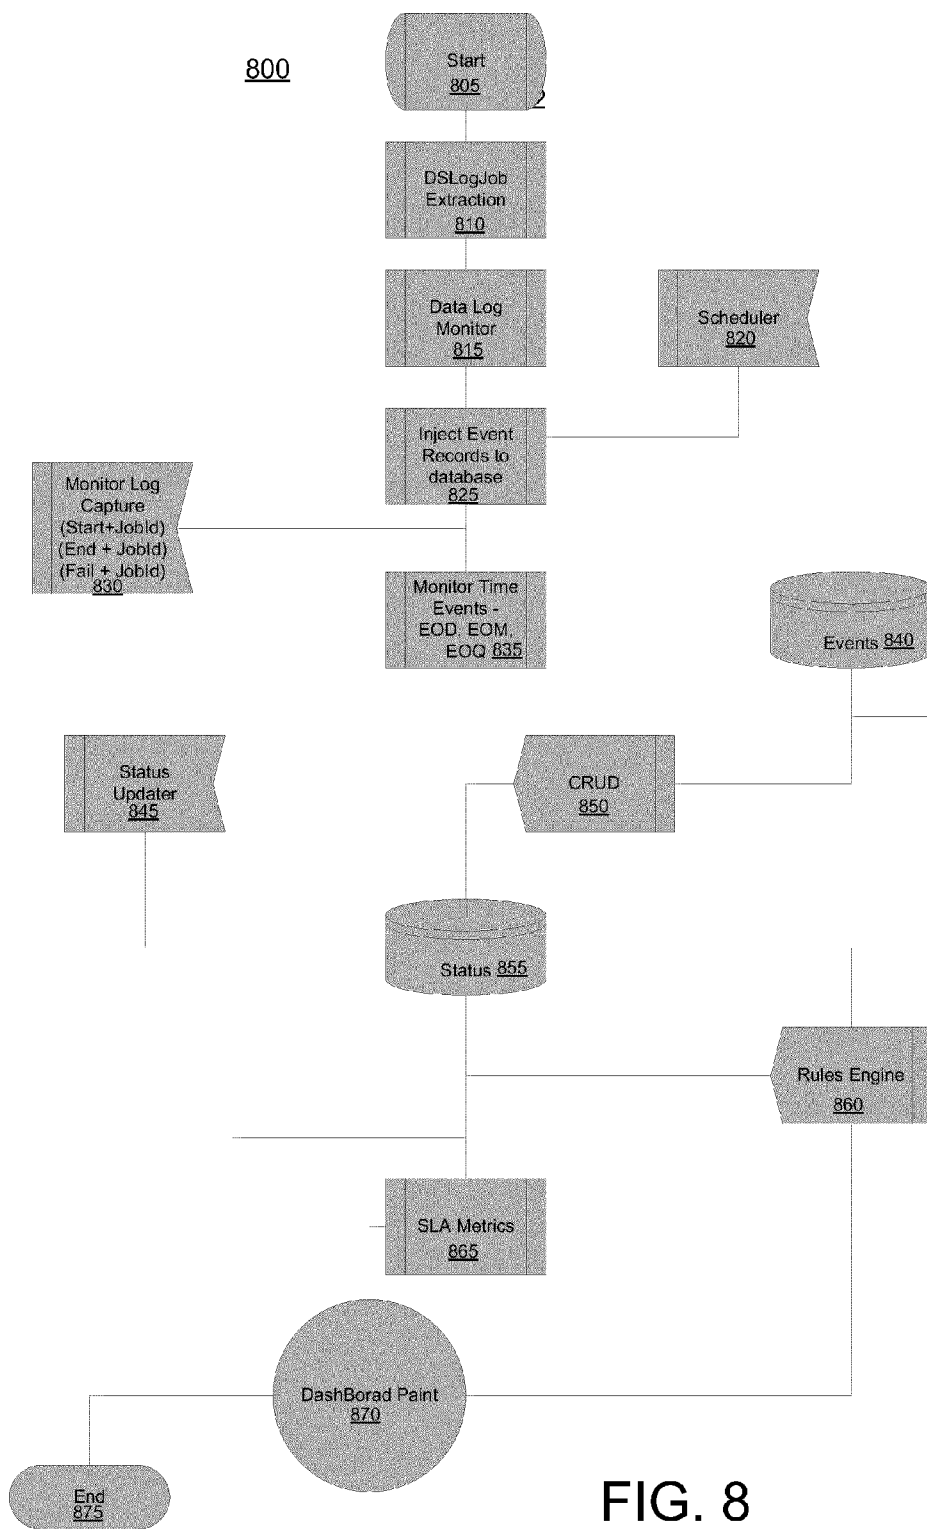 800
Start
805
DSLogJob
Extraction
810
Data Log
Monitor
815
Scheduler
820
Inject Event
Records to
database
825
Monitor Log
Capture
(Start+JobId)
(End + JobId)
(Fail + JobId)
830
Monitor Time
Events -
EOD, EOM,
EOQ 835
Events 840
Status
Updater
845
CRUD
850
Status 855
Rules Engine
860
SLA Metrics
865
DashBorad Paint
870
End
875
FIG. 8